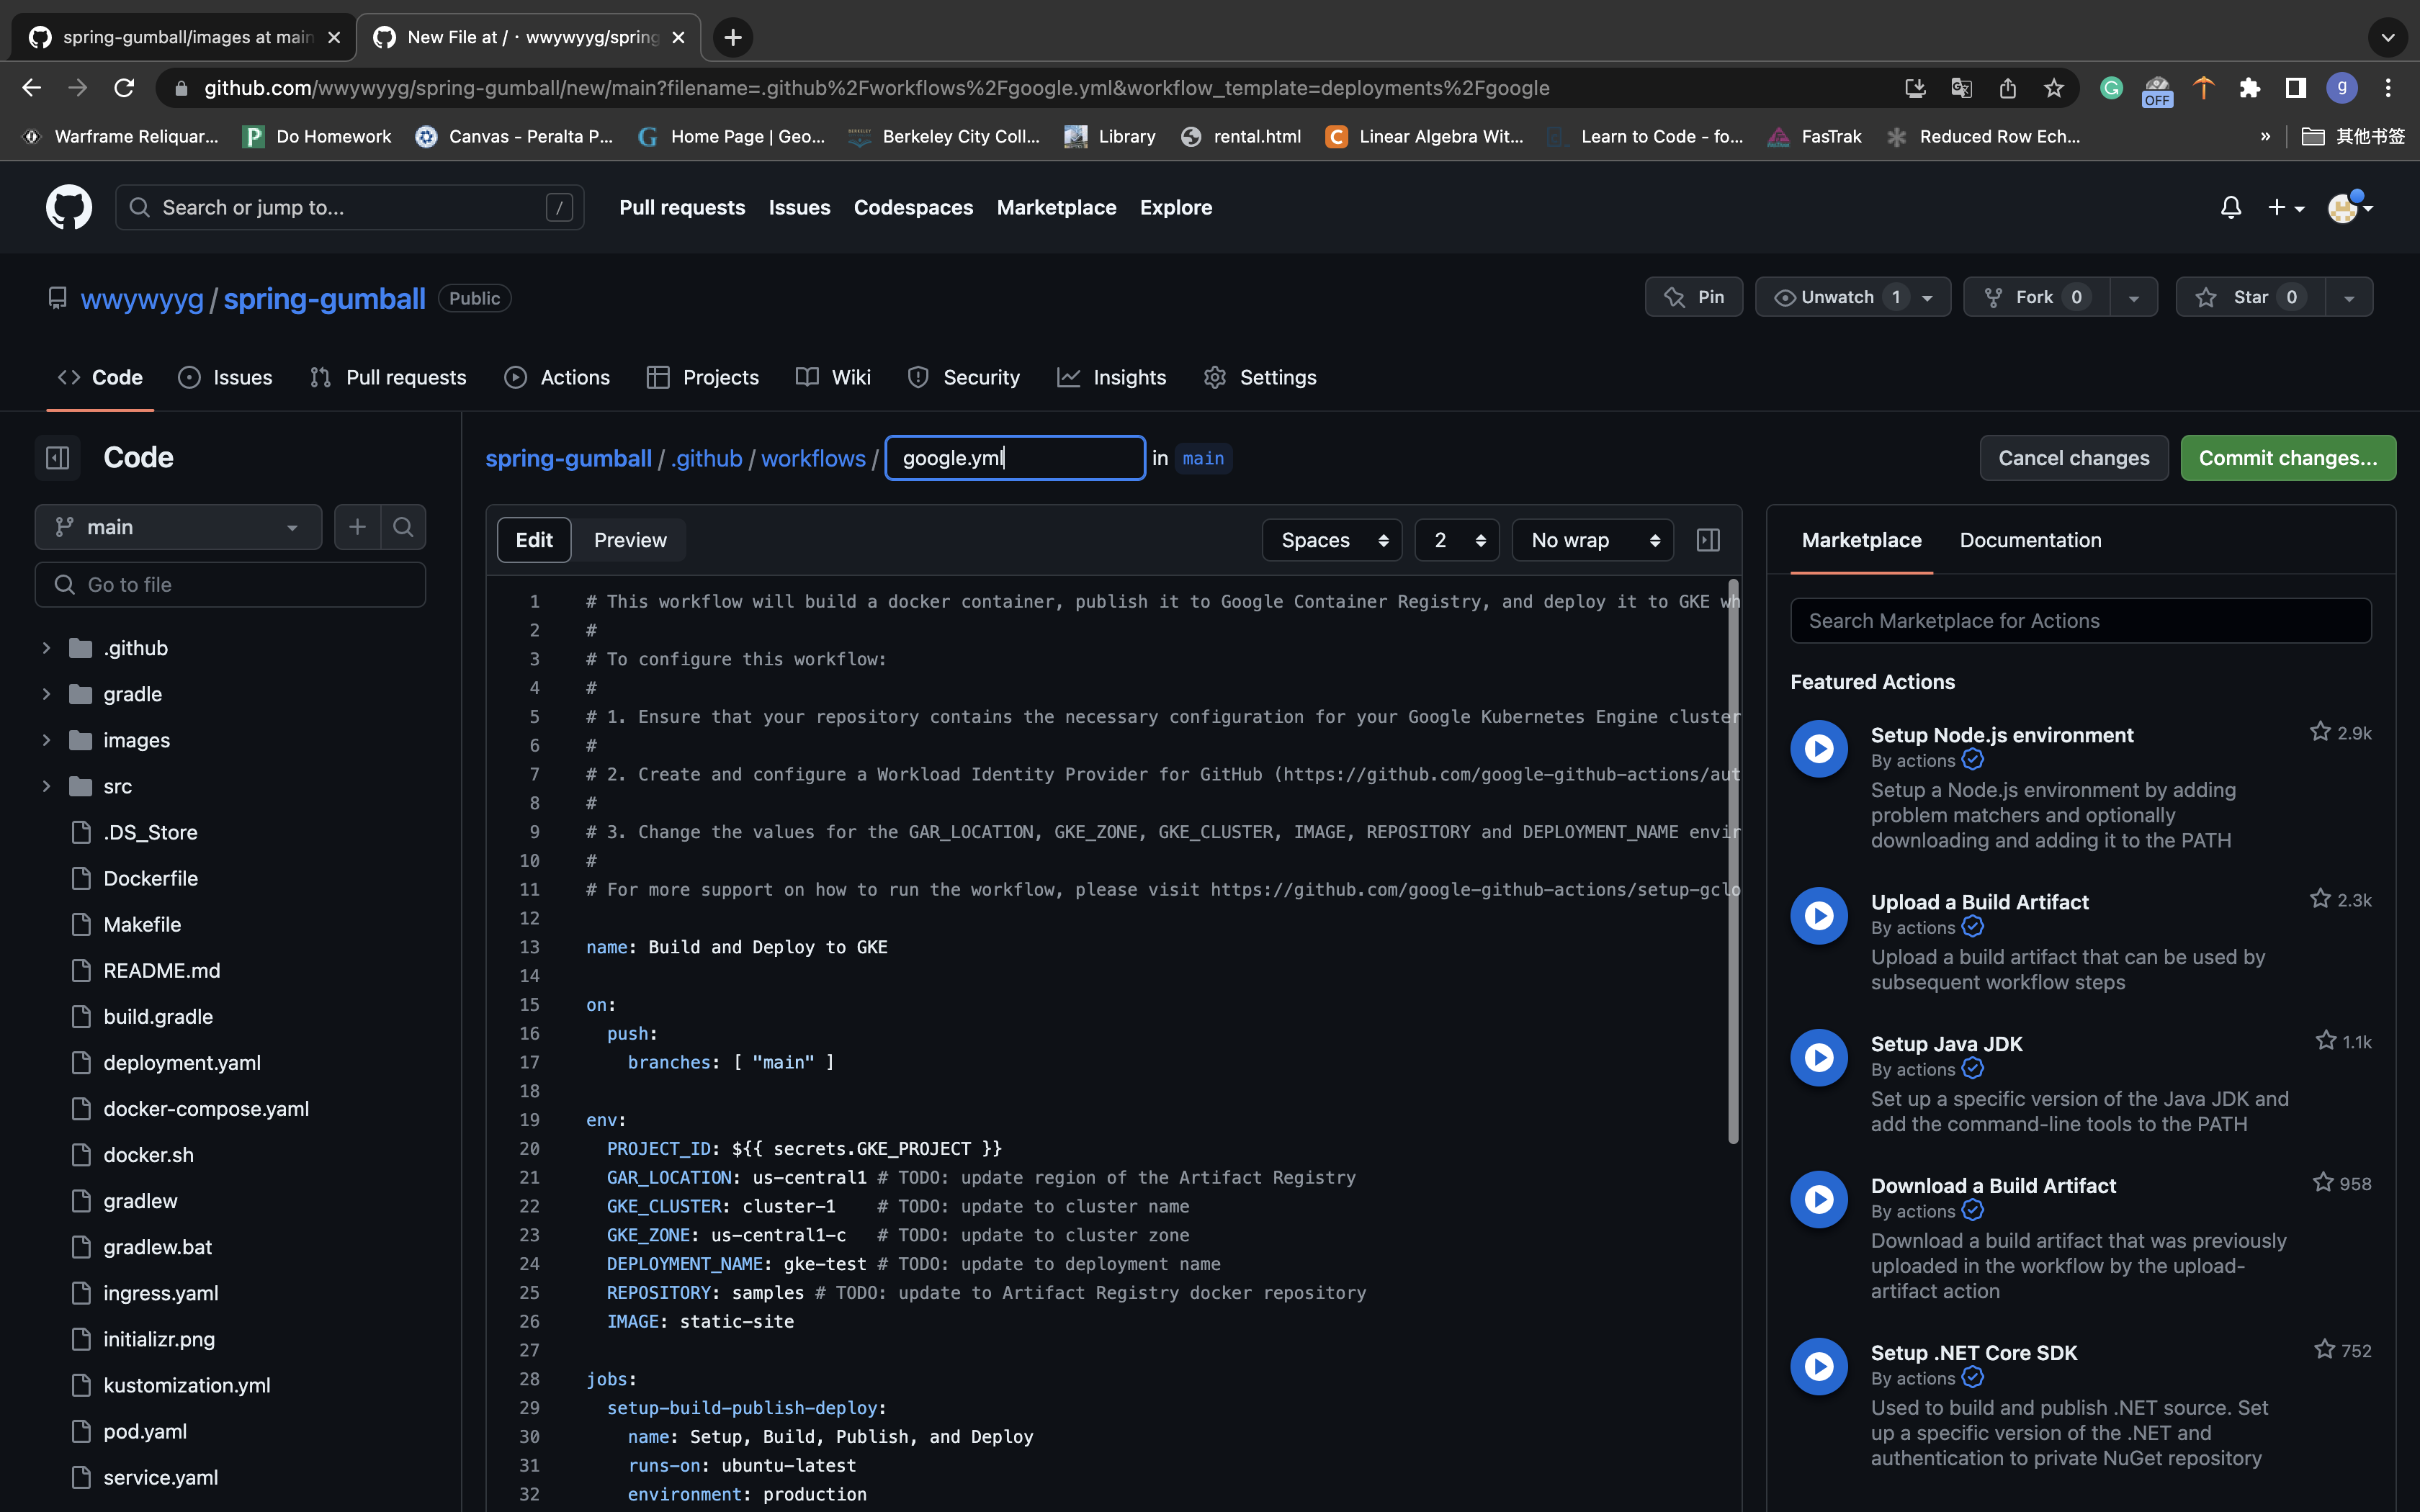 spring-gumball/images at main
New File at / · wwywyyg/spring
github.com/wwywyyg/spring-gumball/new/main?filename=.github%2Fworkflows%2Fgoogle.yml&workflow_template=deployments%2Fgoogle
OFF
g
Warframe Reliquar...
Do Homework
Canvas - Peralta P...
Home Page | Geo...
Berkeley City Coll...
Library
rental.html
Linear Algebra Wit...
Learn to Code - fo...
FasTrak
Reduced Row Ech...
»
其他书签
Search or jump to...
/
Pull requests
Issues
Codespaces
Marketplace
Explore
wwywyyg / spring-gumball
Public
Pin
Unwatch 1
Fork 0
Star 0
Code
Issues
Pull requests
Actions
Projects
Wiki
Security
Insights
Settings
Code
main
Go to file
.github
gradle
images
src
.DS_Store
Dockerfile
Makefile
README.md
build.gradle
deployment.yaml
docker-compose.yaml
docker.sh
gradlew
gradlew.bat
ingress.yaml
initializr.png
kustomization.yml
pod.yaml
service.yaml
spring-gumball / .github / workflows / google.yml in main
Cancel changes
Commit changes...
Edit
Preview
Spaces
2
No wrap
1 # This workflow will build a docker container, publish it to Google Container Registry, and deploy it to GKE wh
2 #
3 # To configure this workflow:
4 #
5 # 1. Ensure that your repository contains the necessary configuration for your Google Kubernetes Engine cluster
6 #
7 # 2. Create and configure a Workload Identity Provider for GitHub (https://github.com/google-github-actions/aut
8 #
9 # 3. Change the values for the GAR_LOCATION, GKE_ZONE, GKE_CLUSTER, IMAGE, REPOSITORY and DEPLOYMENT_NAME envir
10 #
11 # For more support on how to run the workflow, please visit https://github.com/google-github-actions/setup-gclo
12
13 name: Build and Deploy to GKE
14
15 on:
16 push:
17 branches: [ "main" ]
18
19 env:
20 PROJECT_ID: ${{ secrets.GKE_PROJECT }}
21 GAR_LOCATION: us-central1 # TODO: update region of the Artifact Registry
22 GKE_CLUSTER: cluster-1 # TODO: update to cluster name
23 GKE_ZONE: us-central1-c # TODO: update to cluster zone
24 DEPLOYMENT_NAME: gke-test # TODO: update to deployment name
25 REPOSITORY: samples # TODO: update to Artifact Registry docker repository
26 IMAGE: static-site
27
28 jobs:
29 setup-build-publish-deploy:
30 name: Setup, Build, Publish, and Deploy
31 runs-on: ubuntu-latest
32 environment: production
Marketplace
Documentation
Search Marketplace for Actions
Featured Actions
Setup Node.js environment
2.9k
By actions
Setup a Node.js environment by adding
problem matchers and optionally
downloading and adding it to the PATH
Upload a Build Artifact
2.3k
By actions
Upload a build artifact that can be used by
subsequent workflow steps
Setup Java JDK
1.1k
By actions
Set up a specific version of the Java JDK and
add the command-line tools to the PATH
Download a Build Artifact
958
By actions
Download a build artifact that was previously
uploaded in the workflow by the upload-
artifact action
Setup .NET Core SDK
752
By actions
Used to build and publish .NET source. Set
up a specific version of the .NET and
authentication to private NuGet repository